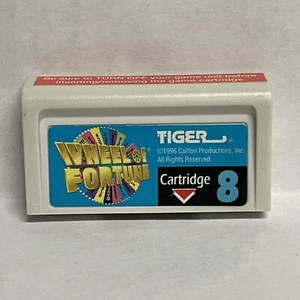 Be sure to TURN OFF your game unit before
inserting/removing the game cartridge
WHEEL OF
FORTUNE
TIGER
©1996 Califon Productions, Inc.
All Rights Reserved.
Cartridge
8